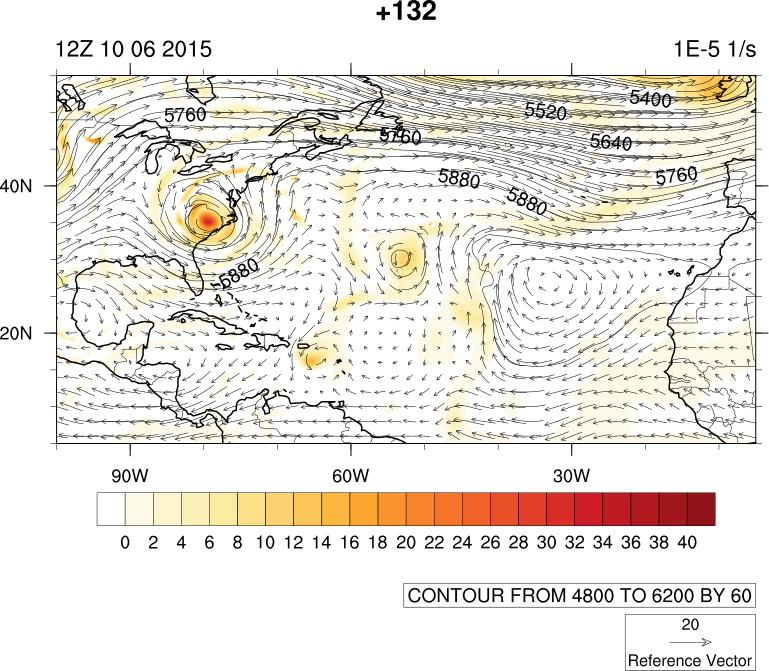 +132
12Z 10 06 2015 1E-5 1/s
5400
5520
5760
5760
5640
5760
5880
5880
40N
5880
20N
90W 60W 30W
0 2 4 6 8 10 12 14 16 18 20 22 24 26 28 30 32 34 36 38 40
CONTOUR FROM 4800 TO 6200 BY 60
20
Reference Vector